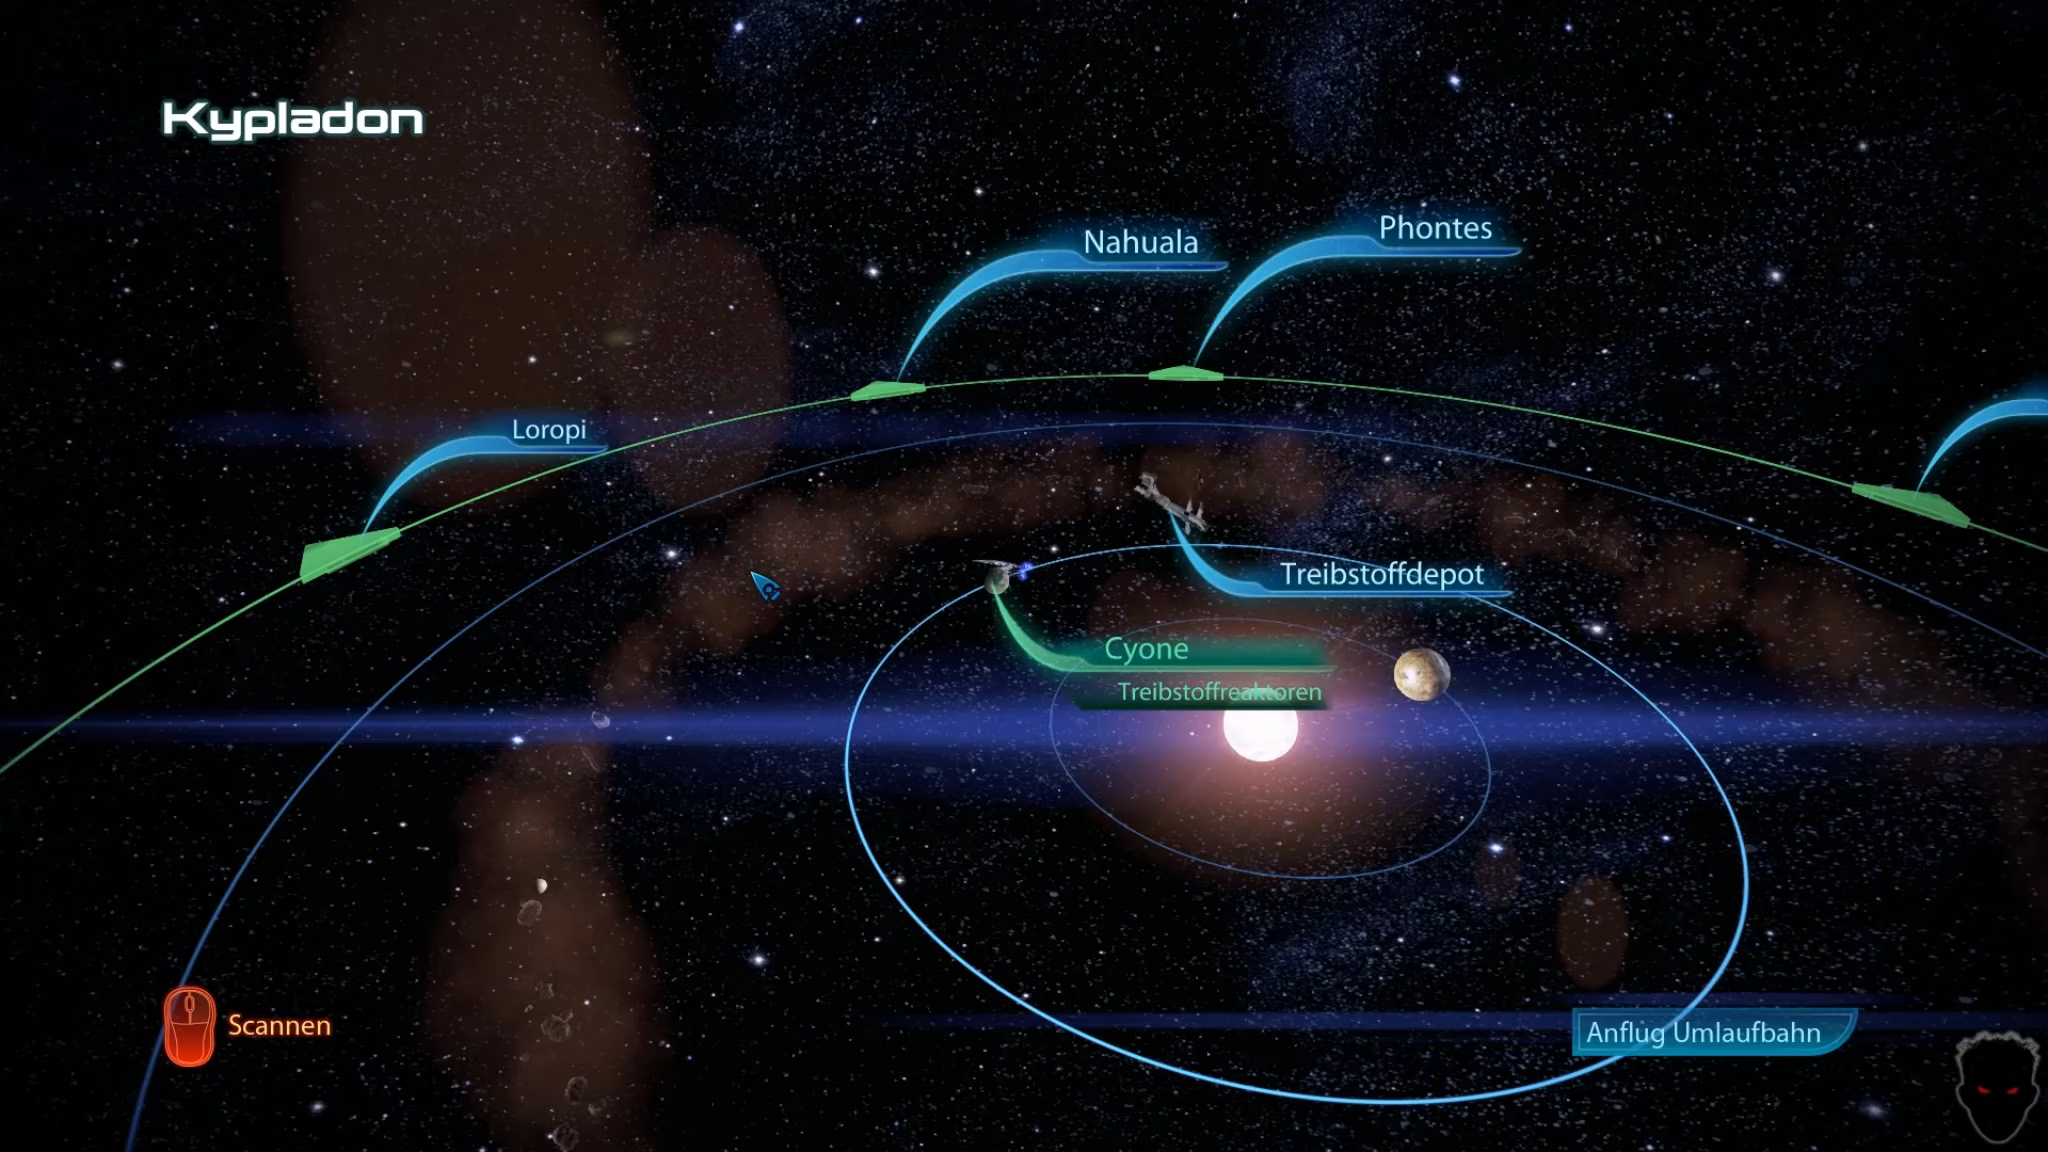 Kypladon
Nahuala
Phontes
Loropi
Treibstoffdepot
Cyone
Treibstoffreaktoren
Scannen
Anflug Umlaufbahn